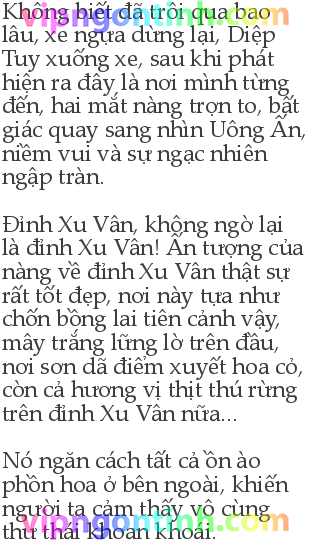 Không biết đã trôi qua bao
lâu, xe ngựa dừng lại, Diệp
Tuy xuống xe, sau khi phát
hiện ra đây là nơi mình từng
đến, hai mắt nàng trợn to, bất
giác quay sang nhìn Uông Ấn,
niềm vui và sự ngạc nhiên
ngập tràn.
Đỉnh Xu Vân, không ngờ lại
là đỉnh Xu Vân! Ấn tượng của
nàng về đỉnh Xu Vân thật sự
rất tốt đẹp, nơi này tựa như
chốn bồng lai tiên cảnh vậy,
mây trắng lững lờ trên đầu,
nơi sơn dã điểm xuyết hoa cỏ,
còn cả hương vị thịt thú rừng
trên đỉnh Xu Vân nữa...
Nó ngăn cách tất cả ồn ào
phồn hoa ở bên ngoài, khiến
người ta cảm thấy vô cùng
thư thái khoan khoái.
vipngontinh.com
vipngontinh.com